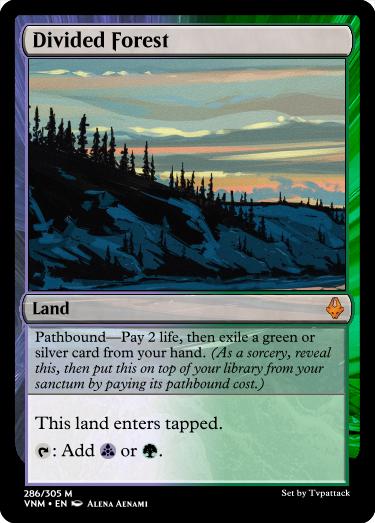 Divided Forest
Land
Pathbound—Pay 2 life, then exile a green or
silver card from your hand. (As a sorcery, reveal
this, then put this on top of your library from your
sanctum by paying its pathbound cost.)
This land enters tapped.
: Add or .
286/305 M
Set by Tvpattack
VNM • EN Alena Aenami